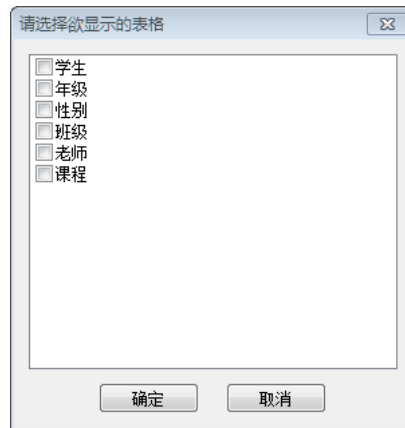 请选择欲显示的表格
学生
年级
性别
班级
老师
课程
确定
取消